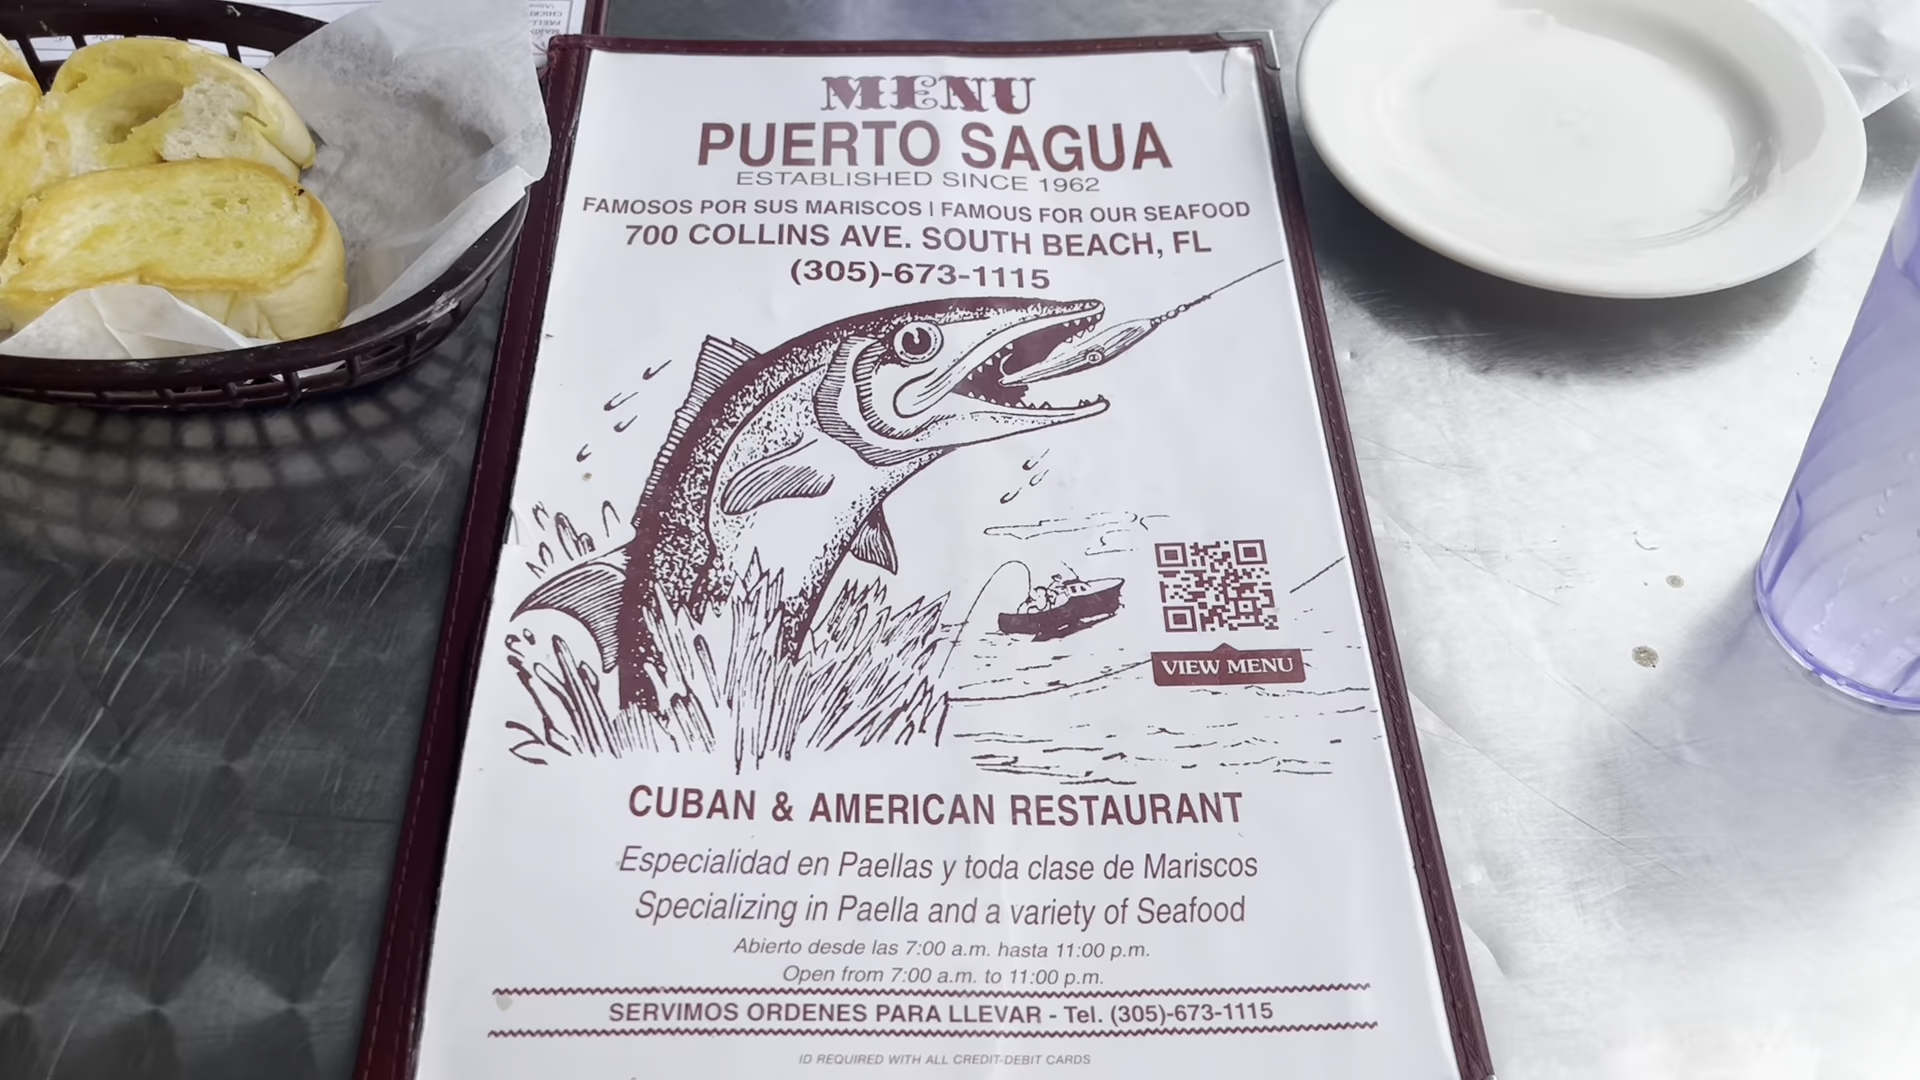 MENU
PUERTO SAGUA
ESTABLISHED SINCE 1962
FAMOSOS POR SUS MARISCOS | FAMOUS FOR OUR SEAFOOD
700 COLLINS AVE. SOUTH BEACH, FL
(305)-673-1115
VIEW MENU
CUBAN & AMERICAN RESTAURANT
Especialidad en Paellas y toda clase de Mariscos
Specializing in Paella and a variety of Seafood
Abierto desde las 7:00 a.m. hasta 11:00 p.m.
Open from 7:00 a.m. to 11:00 p.m.
SERVIMOS ORDENES PARA LLEVAR - Tel. (305)-673-1115
ID REQUIRED WITH ALL CREDIT-DEBIT CARDS